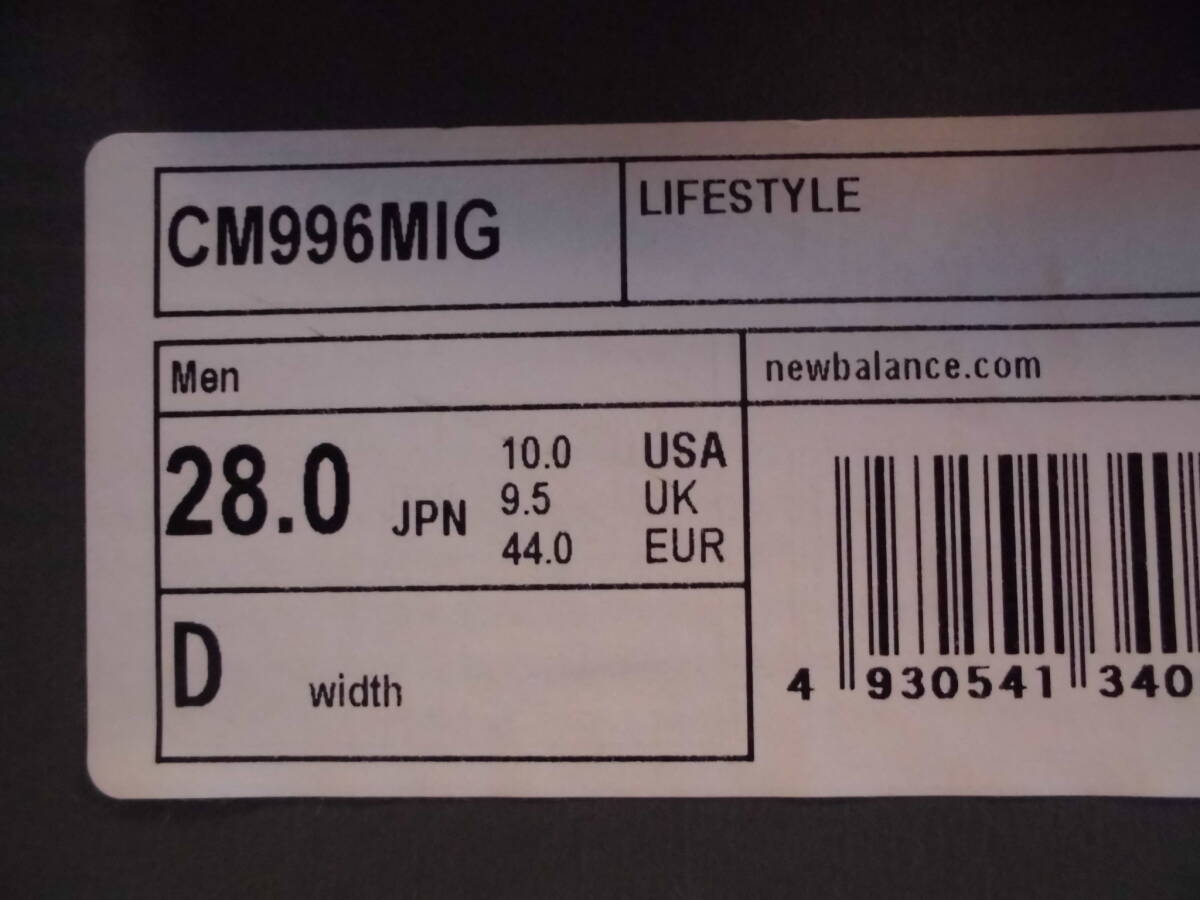 CM996MIG
LIFESTYLE
Men
newbalance.com
28.0 JPN
10.0 USA
9.5 UK
44.0 EUR
D width
4 930541 340